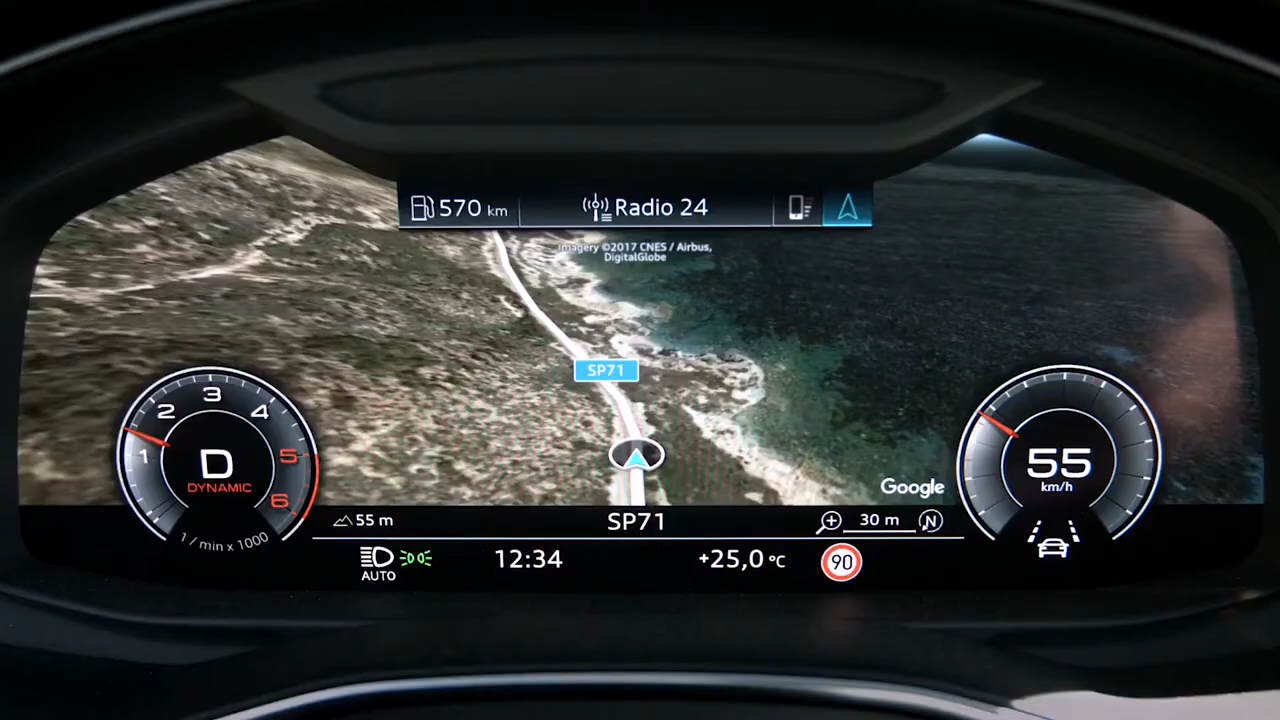 570 km
Radio 24
Imagery ©2017 CNES / Airbus,
DigitalGlobe
SP71
1
2
3
4
5
6
D
DYNAMIC
1 / min x 1000
Google
55
km/h
55 m
SP71
30 m
N
AUTO
12:34
+25,0 °C
90